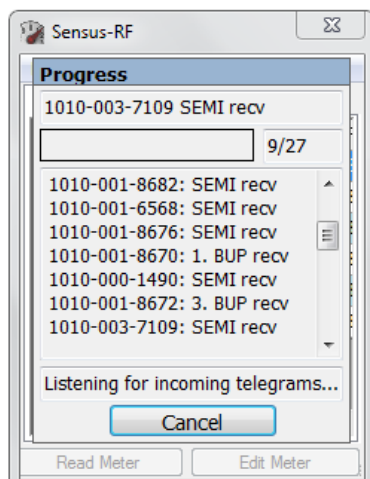 Sensus-RF
Progress
1010-003-7109 SEMI recv
9/27
1010-001-8682: SEMI recv
1010-001-6568: SEMI recv
1010-001-8676: SEMI recv
1010-001-8670: 1. BUP recv
1010-000-1490: SEMI recv
1010-001-8672: 3. BUP recv
1010-003-7109: SEMI recv
Listening for incoming telegrams...
Cancel
Read Meter
Edit Meter